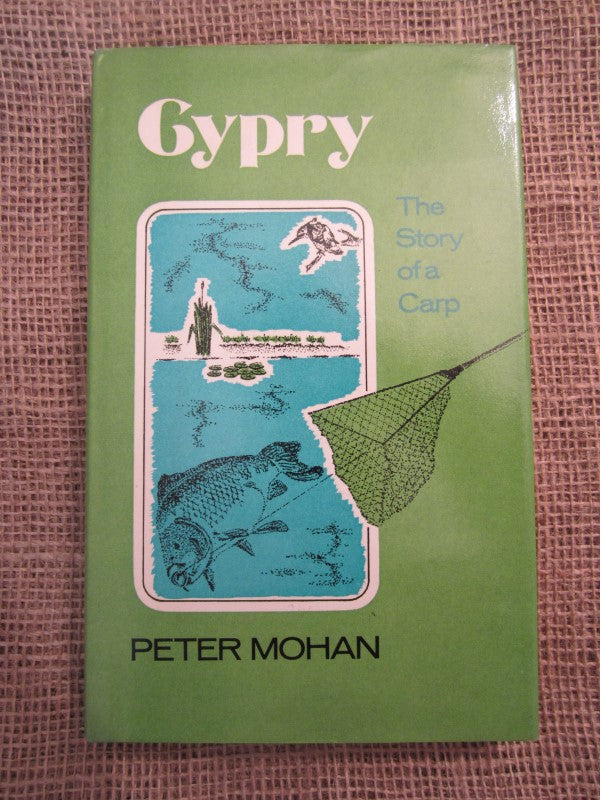 Cypry
The
Story
of a
Carp
PETER MOHAN